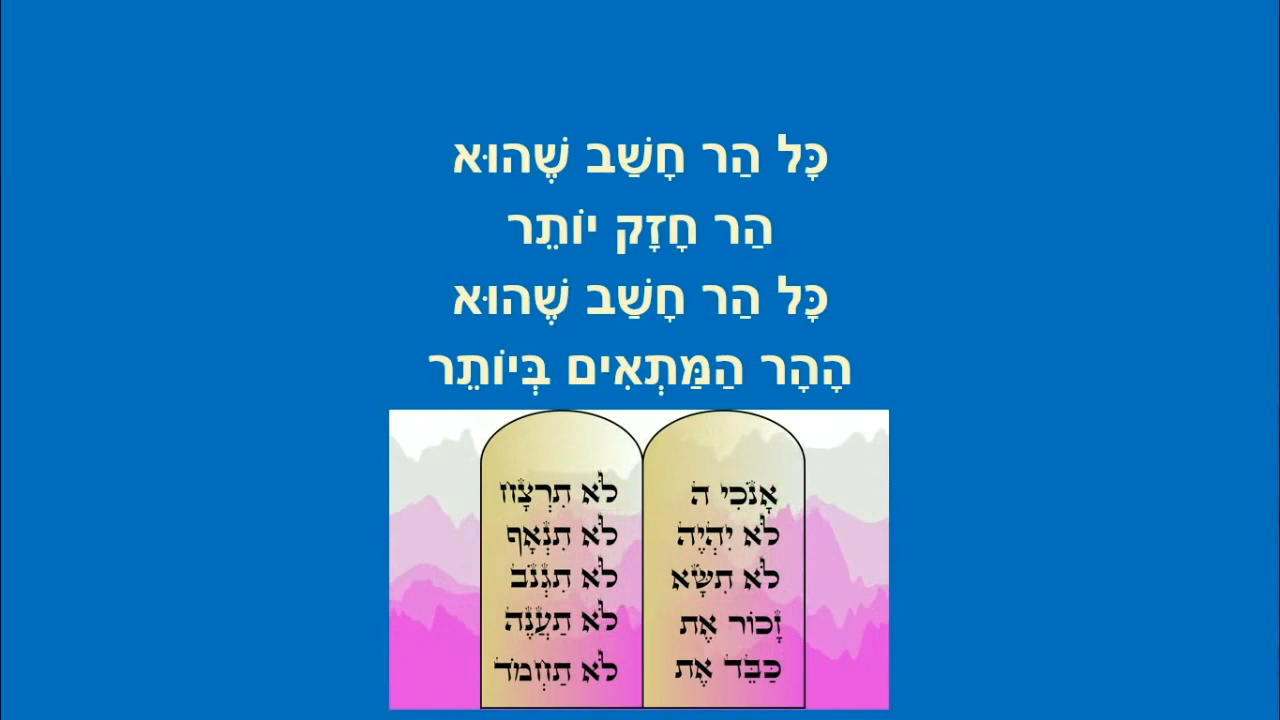 כָּל הַר חָשַׁב שֶׁהוּא
הַר חָזָק יוֹתֵר
כָּל הַר חָשַׁב שֶׁהוּא
הָהָר הַמַּתְאִים בְּיוֹתֵר
אָנֹכִי ה
לֹא יִהְיֶה
לֹא תִשָּׂא
זָכוֹר אֶת
כַּבֵּד אֶת
לֹא תִרְצָח
לֹא תִנְאָף
לֹא תִגְנֹב
לֹא תַעֲנֶה
לֹא תַחְמֹד